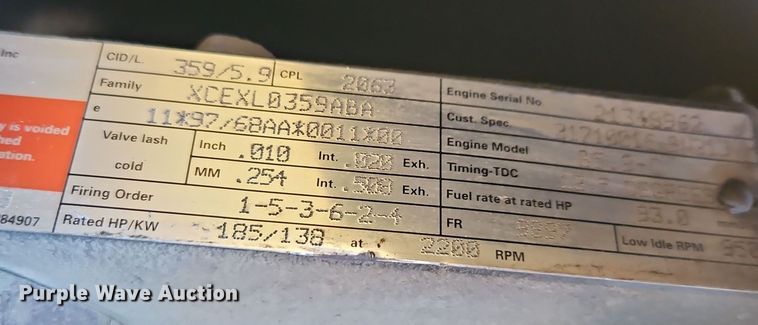 Inc
y is voided
ation.
84907
CID/L. 359/5.9 CPL 2063
Family XCEXL0359ABA
e 11*97/68AA*0011*00
Valve lash cold
Inch .010 Int. .020 Exh.
MM .254 Int. .508 Exh.
Firing Order 1-5-3-6-2-4
Rated HP/KW 185/138 at 2200 RPM
Engine Serial No
Cust. Spec.
Engine Model
Timing-TDC
Fuel rate at rated HP 93.0
FR Low Idle RPM
Purple Wave Auction